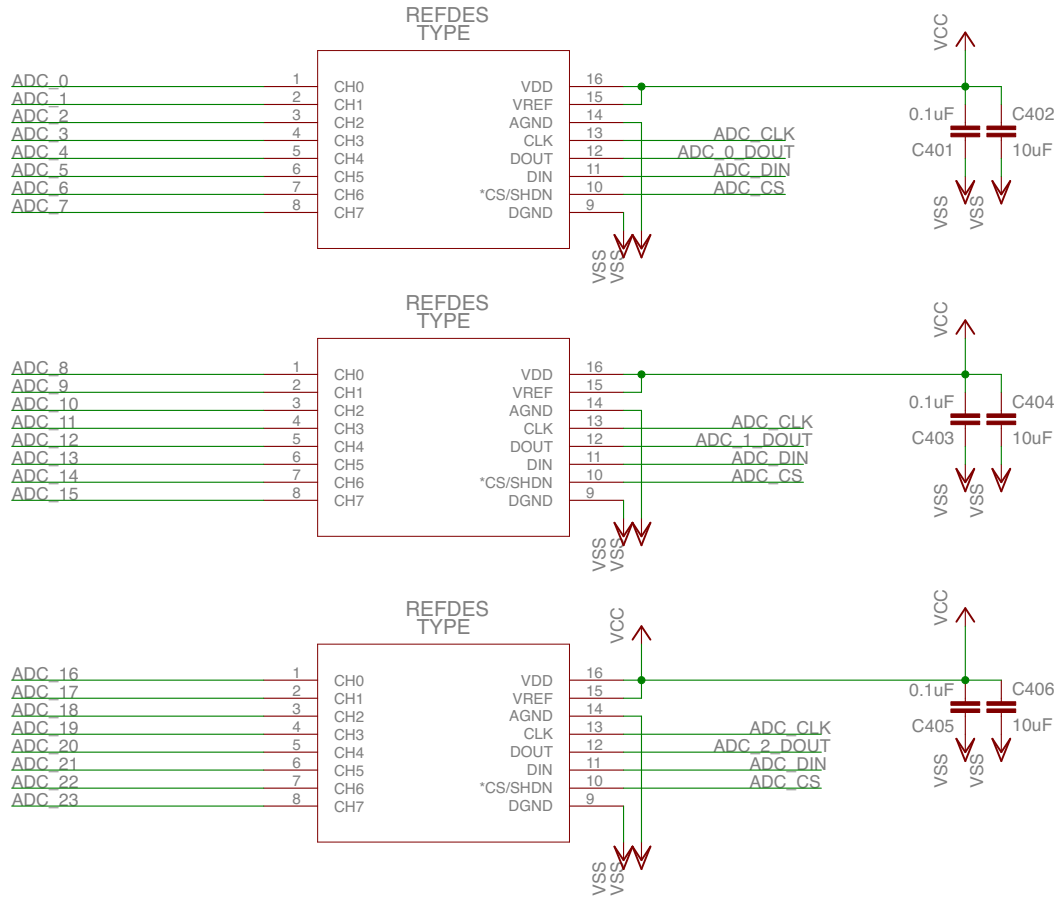 REFDES
TYPE
VCC
ADC_0 1 CH0 VDD 16
ADC_1 2 CH1 VREF 15
ADC_2 3 CH2 AGND 14 0.1uF C402
ADC_3 4 CH3 CLK 13 ADC_CLK
ADC_4 5 CH4 DOUT 12 ADC_0_DOUT C401 10uF
ADC_5 6 CH5 DIN 11 ADC_DIN
ADC_6 7 CH6 *CS/SHDN 10 ADC_CS
ADC_7 8 CH7 DGND 9 VSS VSS
VSS VSS
REFDES
TYPE
VCC
ADC_8 1 CH0 VDD 16
ADC_9 2 CH1 VREF 15
ADC_10 3 CH2 AGND 14 0.1uF C404
ADC_11 4 CH3 CLK 13 ADC_CLK
ADC_12 5 CH4 DOUT 12 ADC_1_DOUT C403 10uF
ADC_13 6 CH5 DIN 11 ADC_DIN
ADC_14 7 CH6 *CS/SHDN 10 ADC_CS
ADC_15 8 CH7 DGND 9 VSS VSS
VSS VSS
REFDES
TYPE
VCC VCC
ADC_16 1 CH0 VDD 16
ADC_17 2 CH1 VREF 15 0.1uF C406
ADC_18 3 CH2 AGND 14
ADC_19 4 CH3 CLK 13 ADC_CLK C405 10uF
ADC_20 5 CH4 DOUT 12 ADC_2_DOUT
ADC_21 6 CH5 DIN 11 ADC_DIN VSS VSS
ADC_22 7 CH6 *CS/SHDN 10 ADC_CS
ADC_23 8 CH7 DGND 9
VSS VSS